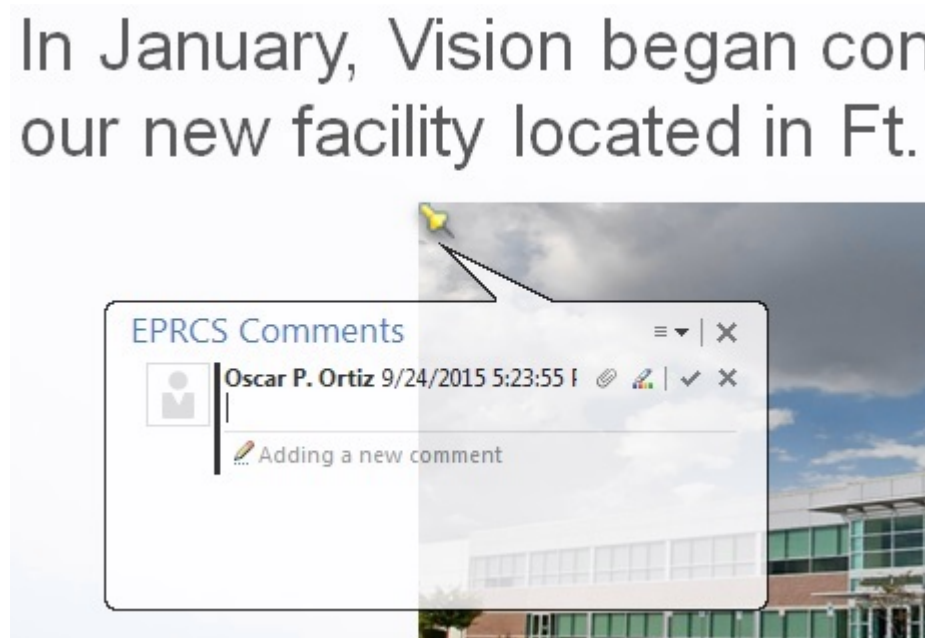 In January, Vision began con
our new facility located in Ft.
EPRCS Comments
Oscar P. Ortiz 9/24/2015 5:23:55
Adding a new comment